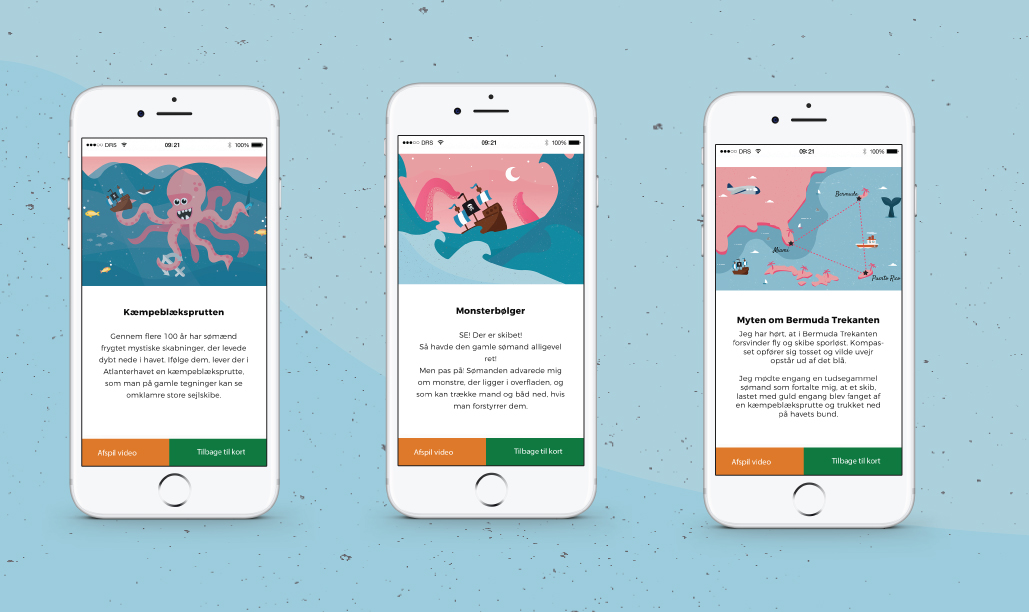 DRS 09:21 100%
Kæmpeblæksprutten
Gennem flere 100 år har sømænd
frygtet mystiske skabninger, der levede
dybt nede i havet. Ifølge dem, lever der i
Atlanterhavet en kæmpeblæksprutte,
som man på gamle tegninger kan se
omklamre store sejlskibe.
Afspil video
Tilbage til kort
DRS 09:21 100%
Monsterbølger
SE! Der er skibet!
Så havde den gamle sømand alligevel
ret!
Men pas på! Sømanden advarede mig
om monstre, der ligger i overfladen, og
som kan trække mand og båd ned, hvis
man forstyrrer dem.
Afspil video
Tilbage til kort
DRS 09:21 100%
Bermuda
Miami
Puerto Rico
Myten om Bermuda Trekanten
Jeg har hørt, at i Bermuda Trekanten
forsvinder fly og skibe sporløst. Kompas-
set opfører sig tosset og vilde uvejr
opstår ud af det blå.
Jeg mødte engang en tudsegammel
sømand som fortalte mig, at et skib,
lastet med guld engang blev fanget af
en kæmpeblæksprutte og trukket ned
på havets bund.
Afspil video
Tilbage til kort